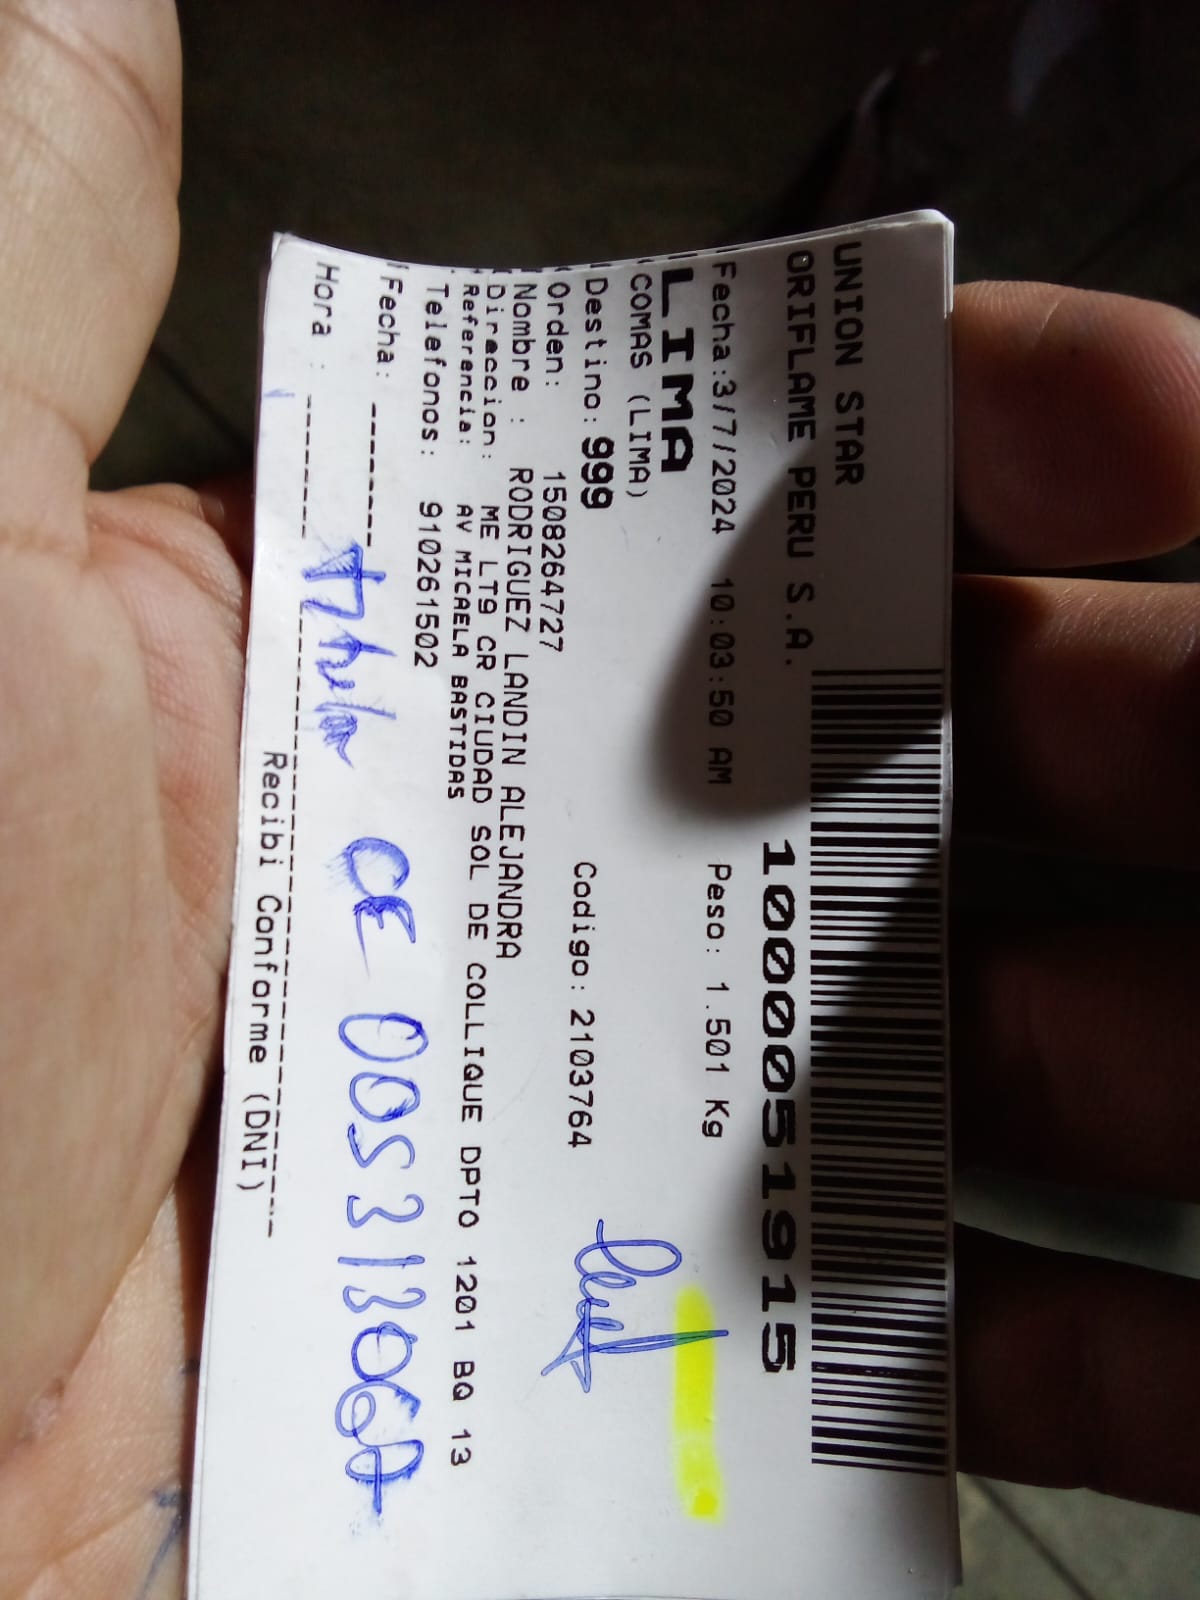 UNION STAR
ORIFLAME PERU S.A.
1000051915
Fecha:3/7/2024 10:03:50 AM Peso: 1.501 Kg
LIMA
COMAS (LIMA)
Destino: 999 Codigo: 2103764
Orden: 1508264727
Nombre : RODRIGUEZ LANDIN ALEJANDRA
Direccion: ME LT9 CR CIUDAD SOL DE COLLIQUE DPTO 1201 BQ 13
Referencia: AV MICAELA BASTIDAS
Telefonos: 910261502
Fecha: -------
Hora : -------
CE
Recibi Conforme (DNI)